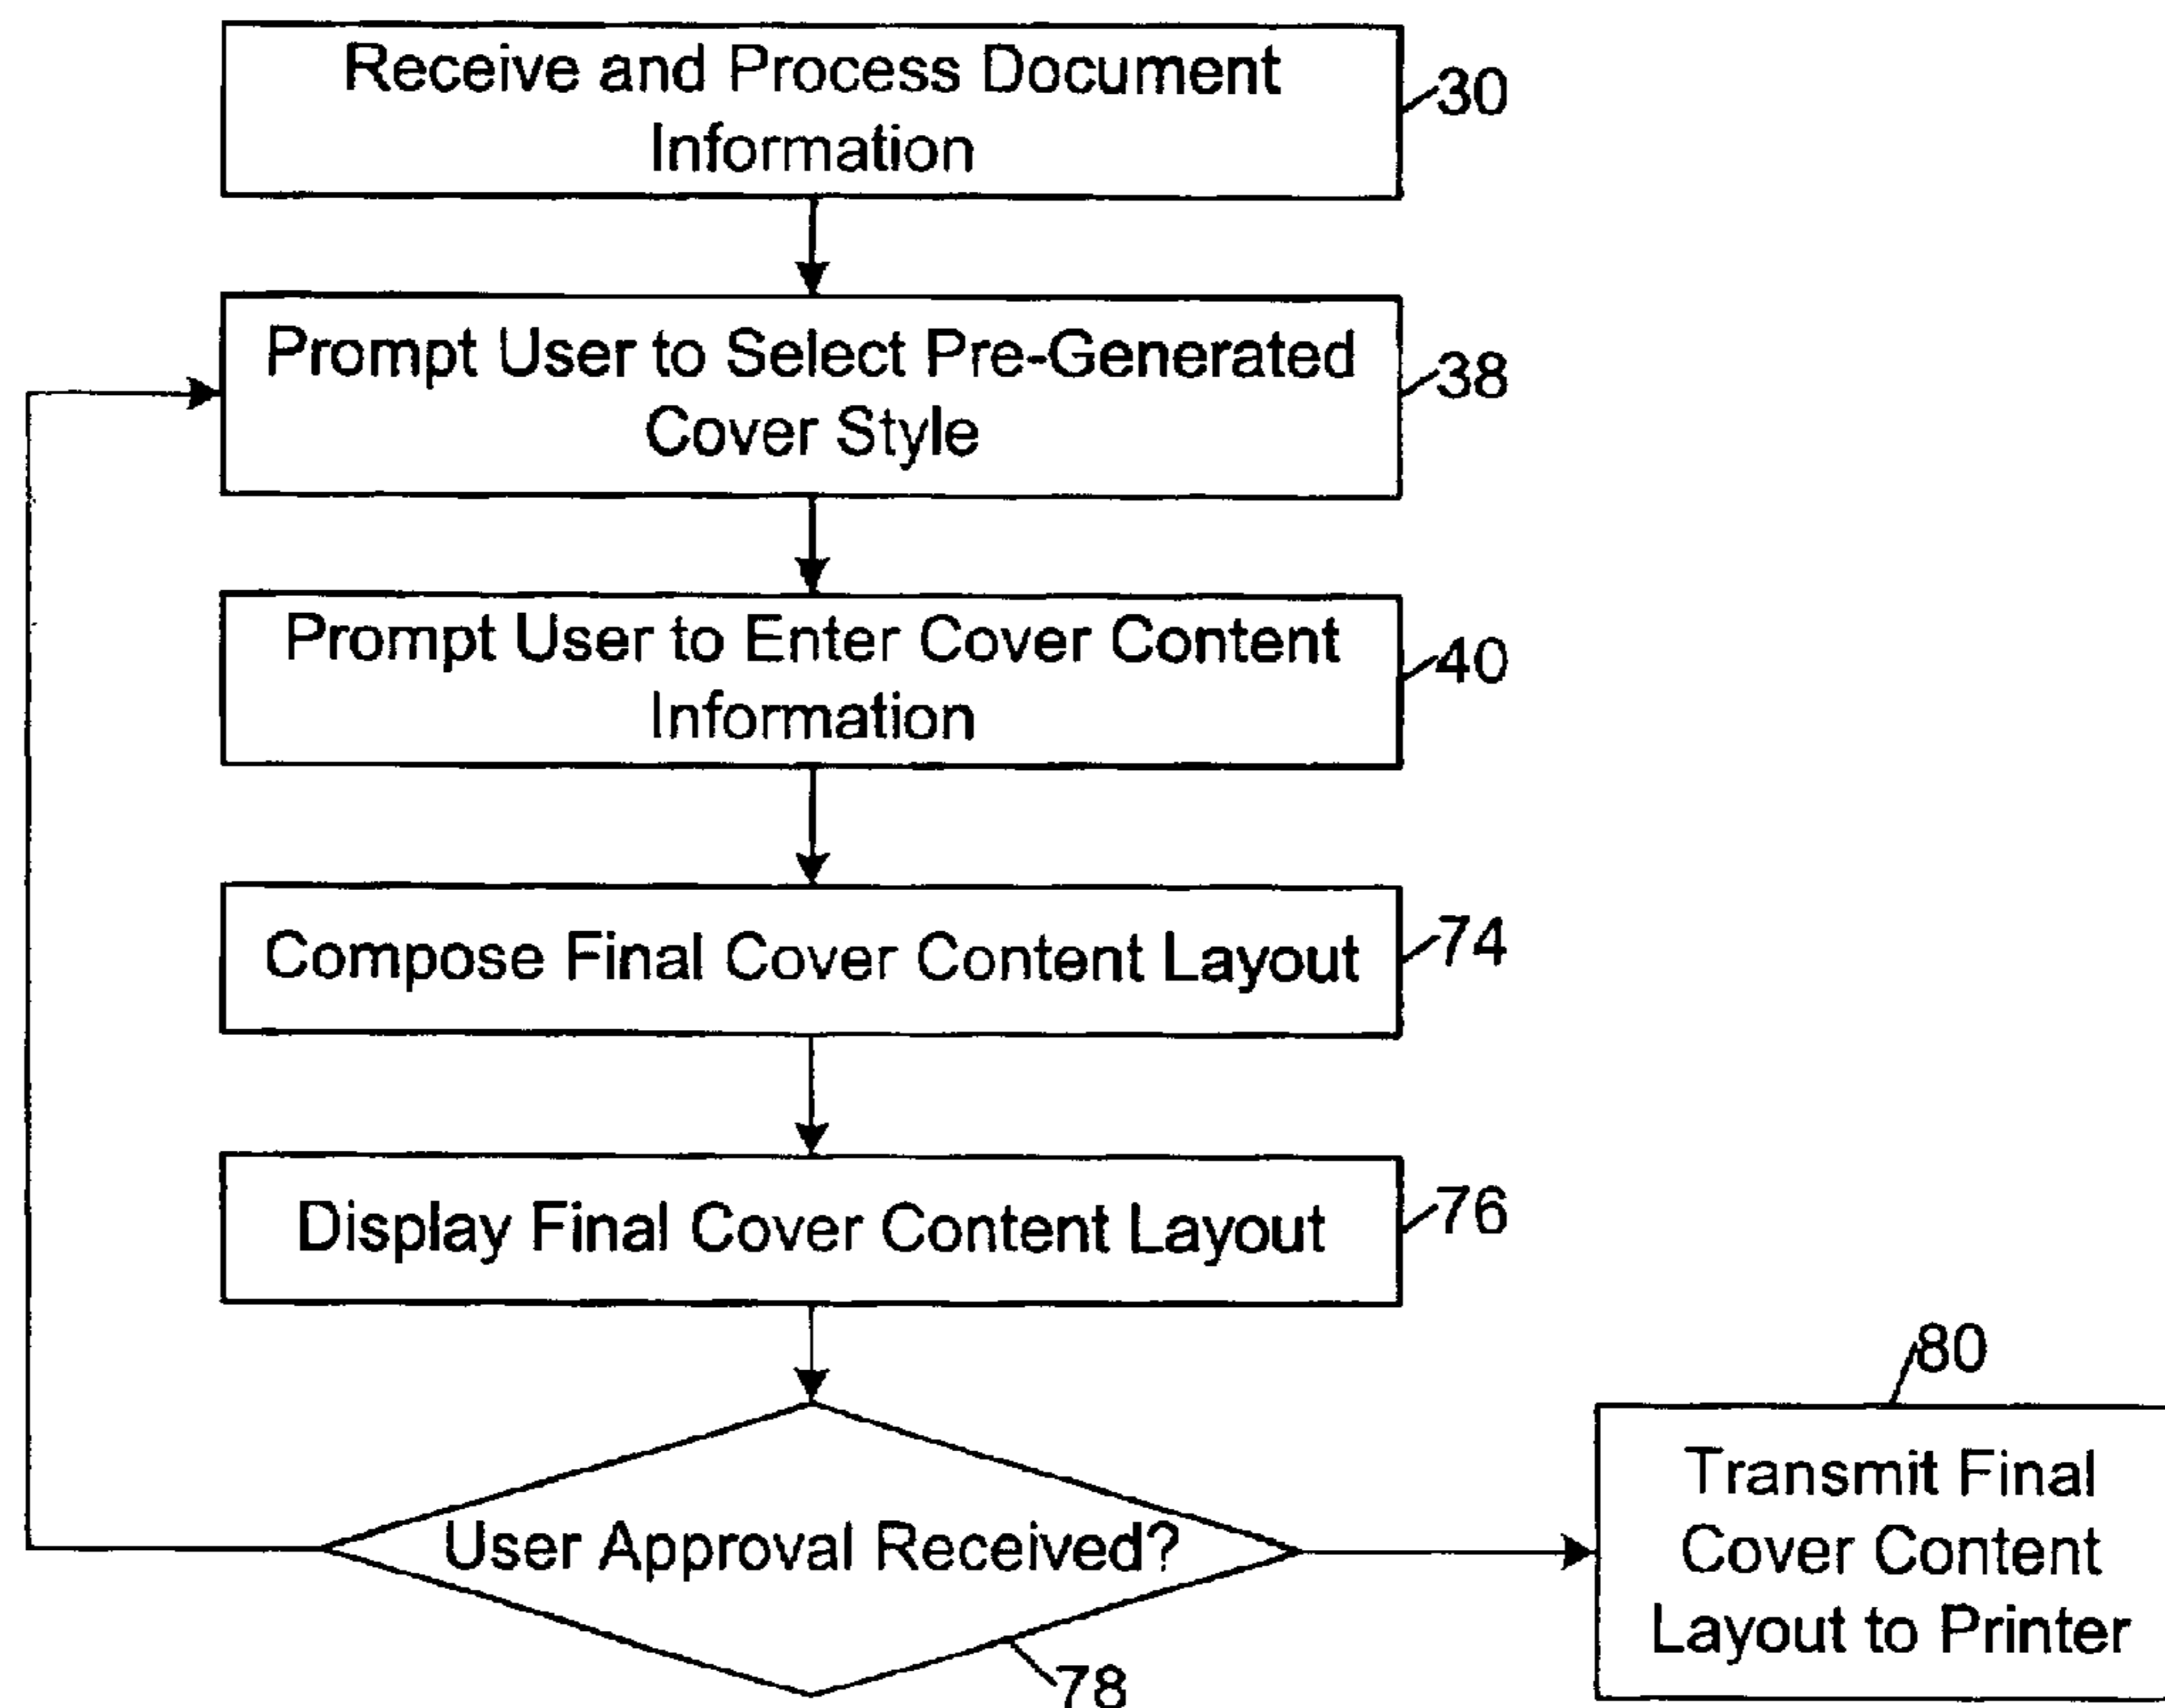 Receive and Process Document
Information
30
Prompt User to Select Pre-Generated
Cover Style
38
Prompt User to Enter Cover Content
Information
40
Compose Final Cover Content Layout
74
Display Final Cover Content Layout
76
User Approval Received?
78
80
Transmit Final
Cover Content
Layout to Printer